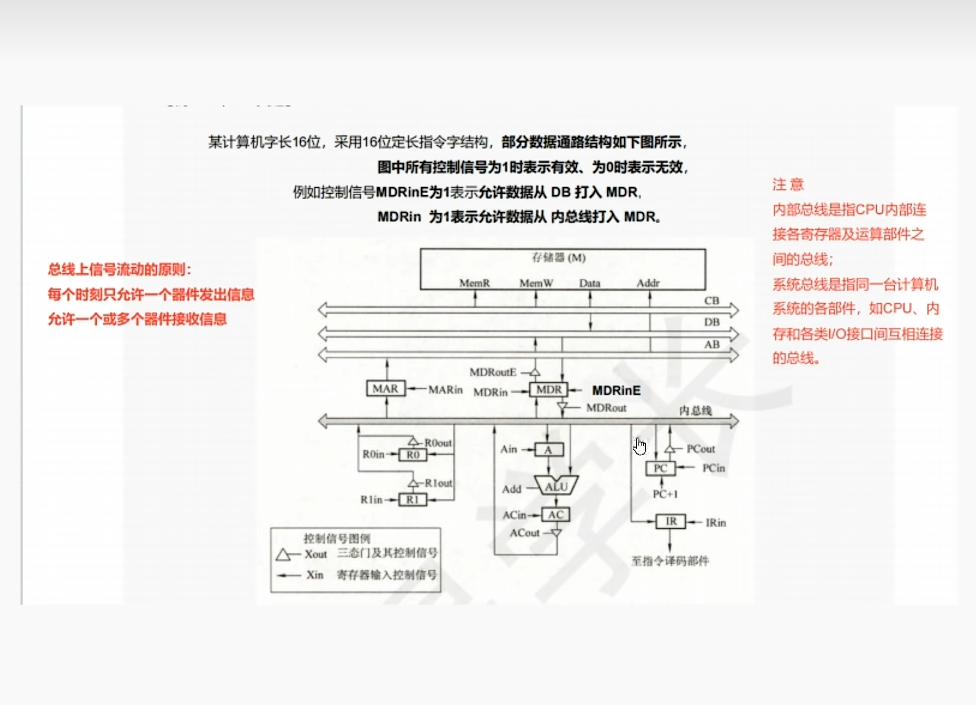 某计算机字长16位，采用16位定长指令字结构，部分数据通路结构如下图所示，
图中所有控制信号为1时表示有效、为0时表示无效，
例如控制信号MDRinE为1表示允许数据从 DB 打入 MDR,
MDRin 为1表示允许数据从 内总线打入 MDR。
总线上信号流动的原则：
每个时刻只允许一个器件发出信息
允许一个或多个器件接收信息
注 意
内部总线是指CPU内部连
接各寄存器及运算部件之
间的总线；
系统总线是指同一台计算机
系统的各部件，如CPU、内
存和各类I/O接口间互相连接
的总线。
存储器 (M)
MemR MemW Data Addr
CB
DB
AB
MDRoutE
MAR MARin MDRin MDR MDRinE
MDRout 内总线
R0out
R0in R0
R1out
R1in R1
Ain A
Add ALU
ACin AC
ACout
PCout
PC PCin
PC+1
IR IRin
至指令译码部件
控制信号图例
Xout 三态门及其控制信号
Xin 寄存器输入控制信号